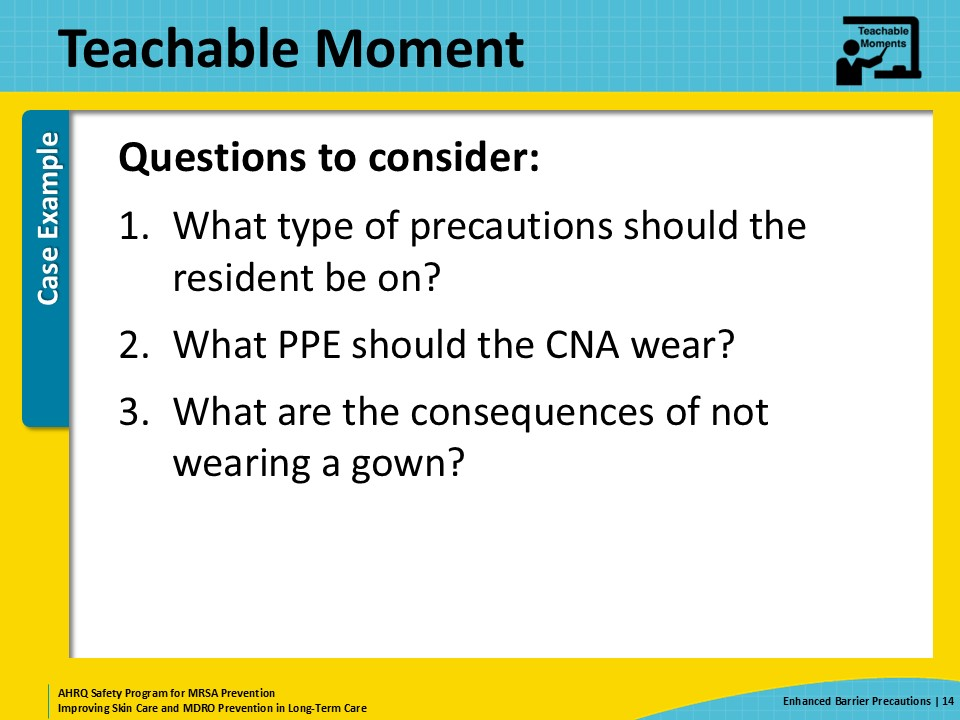 Teachable Moment
Teachable
Moments
Case Example
Questions to consider:
1. What type of precautions should the
resident be on?
2. What PPE should the CNA wear?
3. What are the consequences of not
wearing a gown?
AHRQ Safety Program for MRSA Prevention
Improving Skin Care and MDRO Prevention in Long-Term Care
Enhanced Barrier Precautions | 14